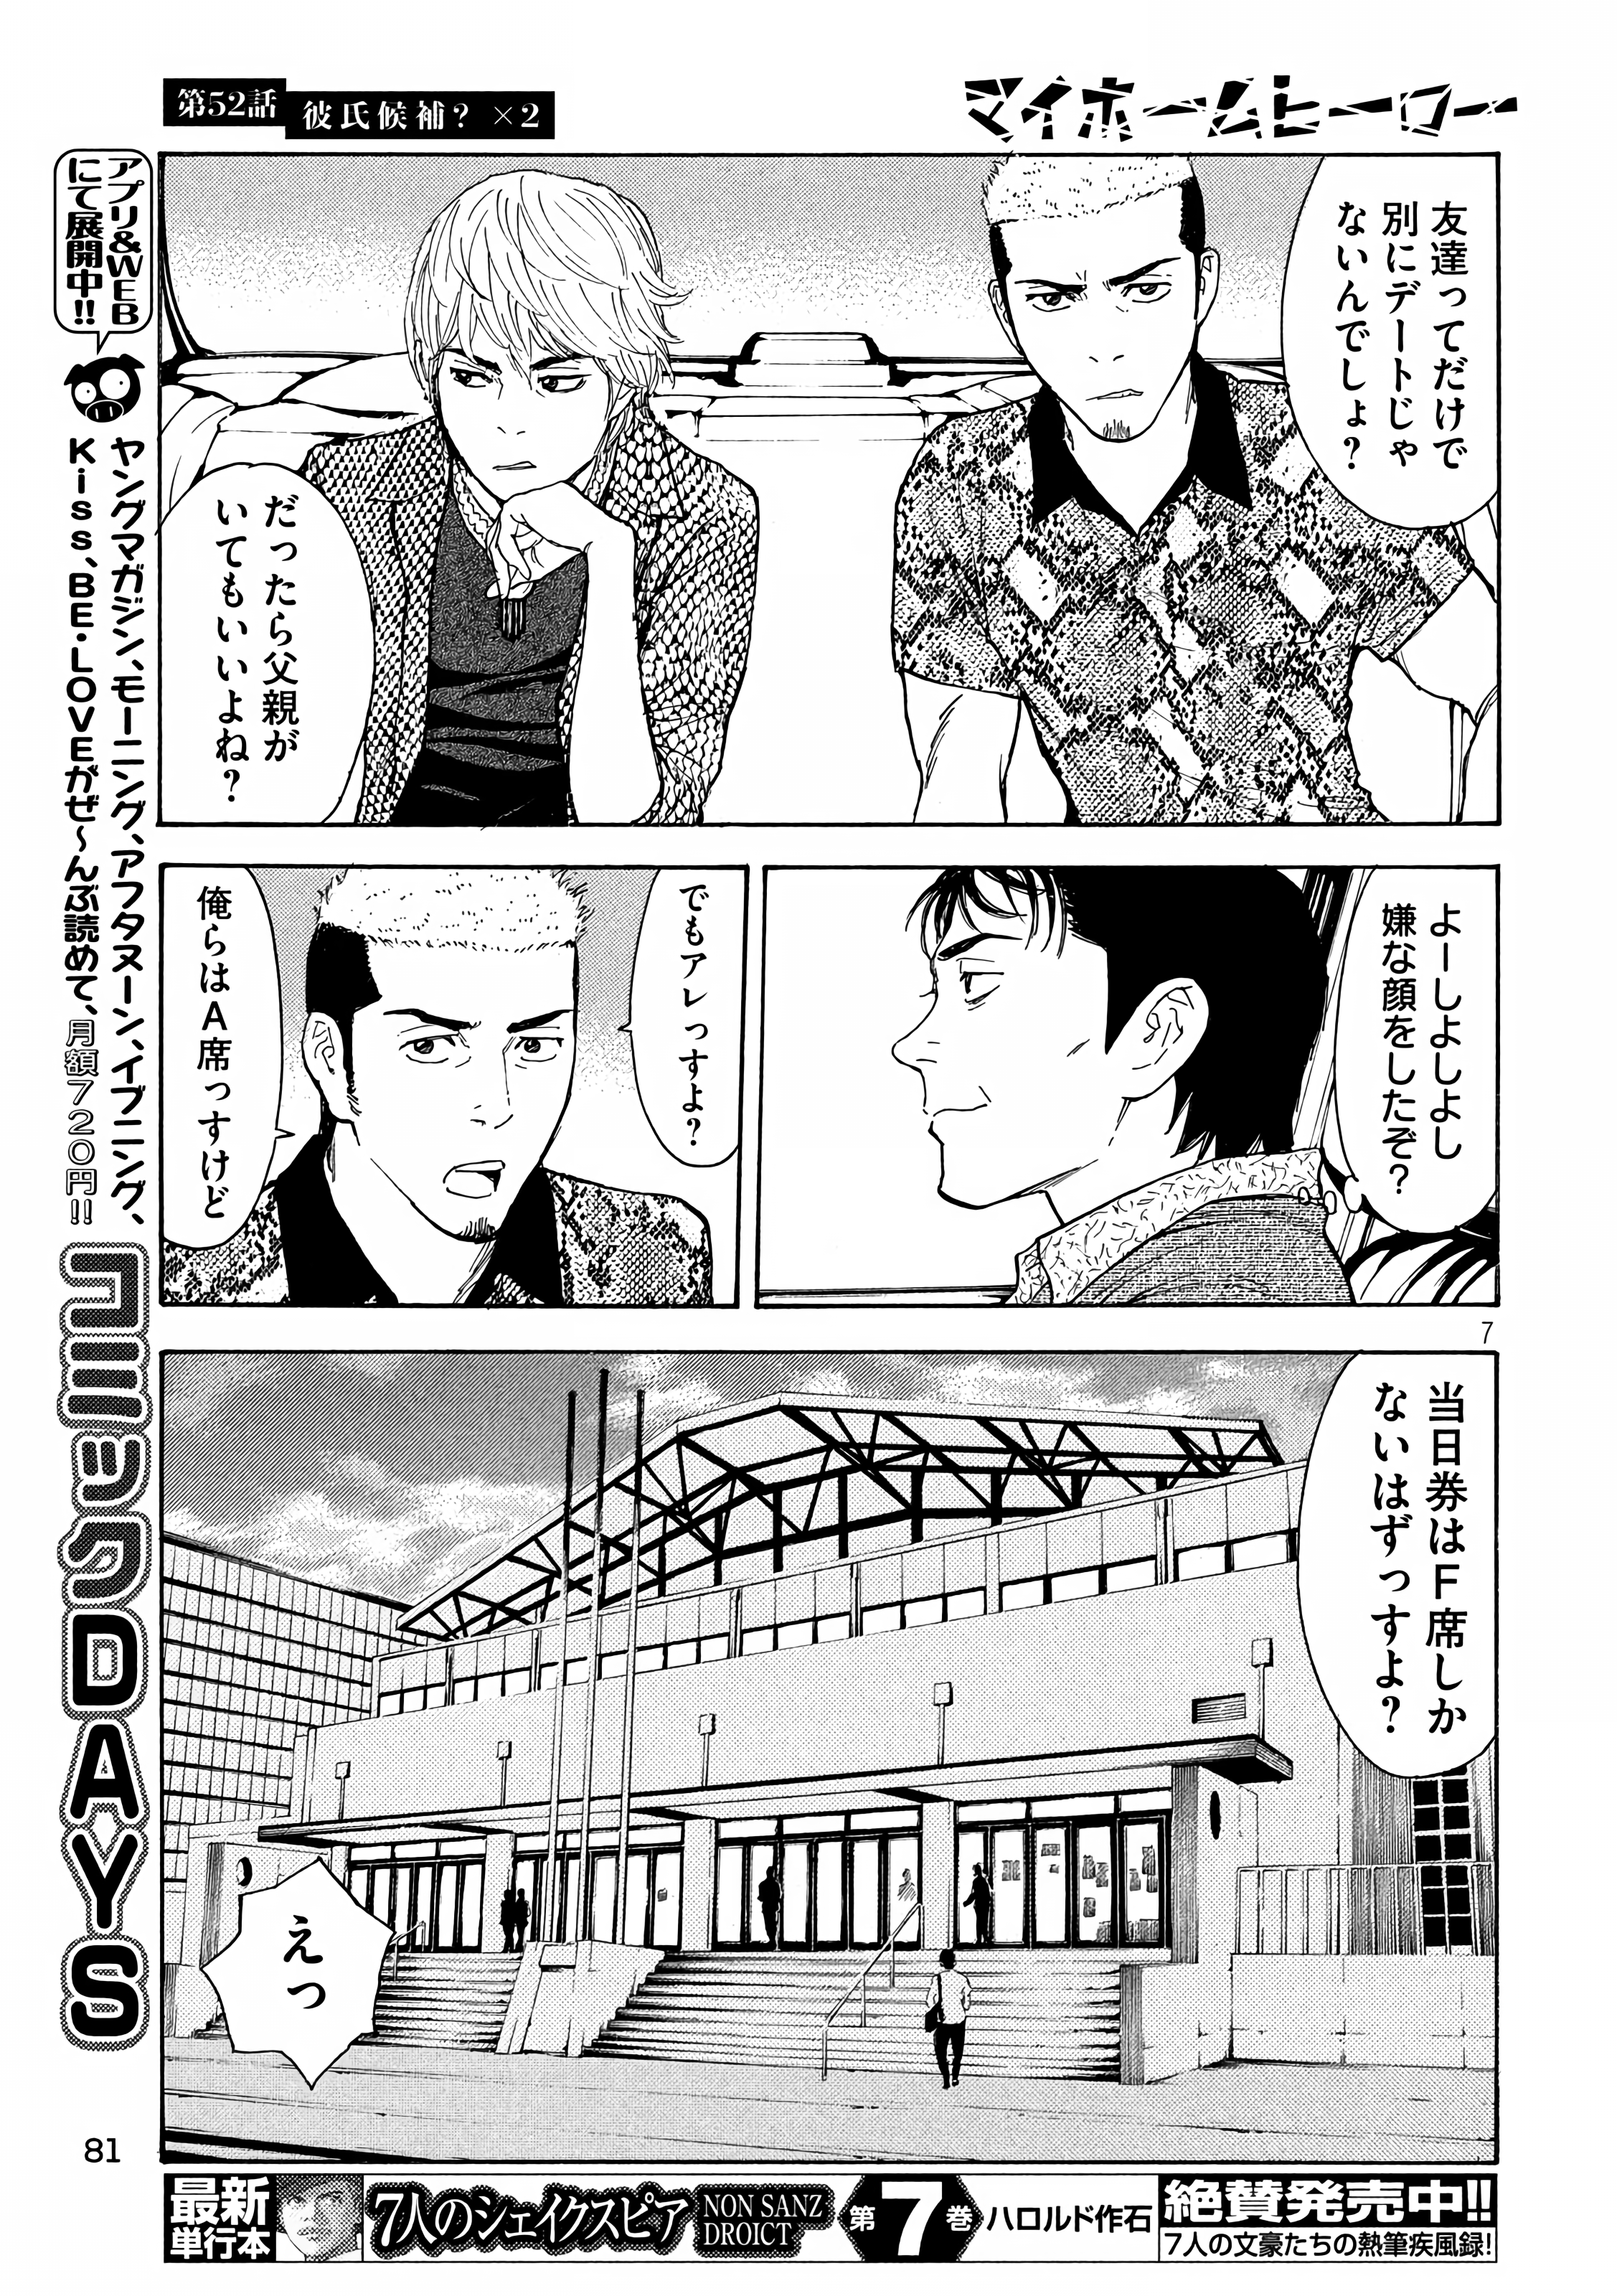 マイホームヒーロー
第52話
彼氏候補？ ×2
友達ってだけで
別にデートじゃ
ないんでしょ？
だったら父親が
いてもいいよね？
よーしよしよし
嫌な顔をしたぞ？
でもアレっすよ？
俺らはA席っすけど
7
当日券はF席しか
ないはずっすよ？
えっ
アプリ&WEB
にて展開中!!
ヤングマガジン、モーニング、アフタヌーン、イブニング、
Kiss、BE・LOVEがぜ〜んぶ読めて、月額720円!!
コミックDAYS
81
最新
単行本
7人のシェイクスピア
NON SANZ
DROICT
第7巻
ハロルド作石
絶賛発売中!!
7人の文豪たちの熱筆疾風録!